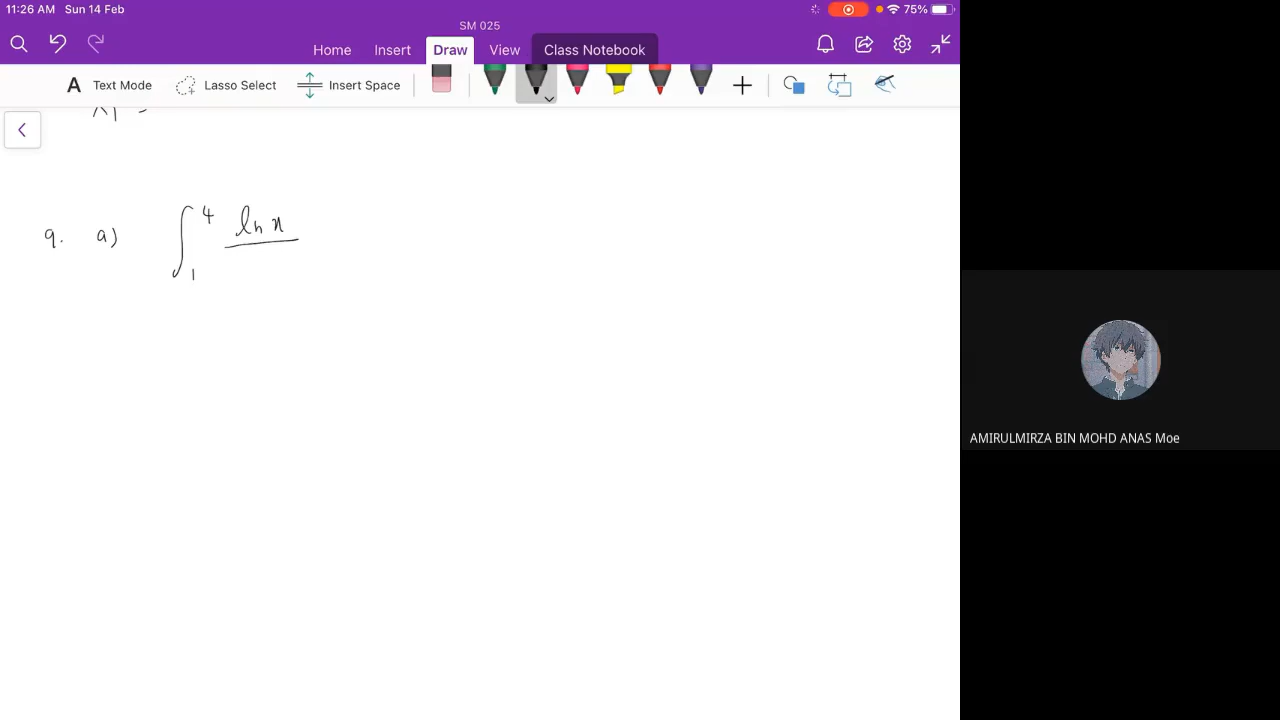 11:26 AM Sun 14 Feb
75%
SM 025
Home Insert Draw View Class Notebook
A Text Mode Lasso Select Insert Space
9. a) ∫₁⁴ ln x
AMIRULMIRZA BIN MOHD ANAS Moe